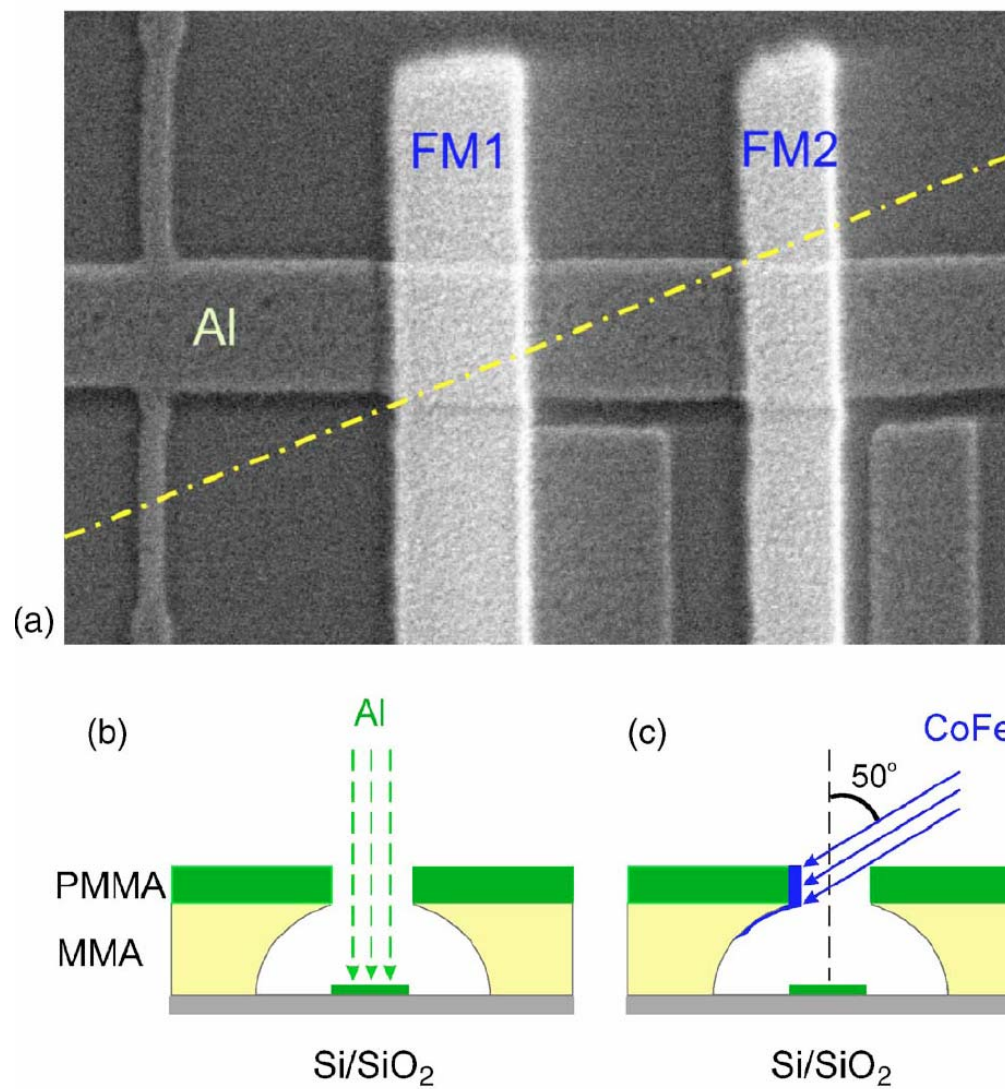 FM1
FM2
Al
(a)
(b)
Al
(c)
CoFe
50°
PMMA
MMA
Si/SiO₂
Si/SiO₂